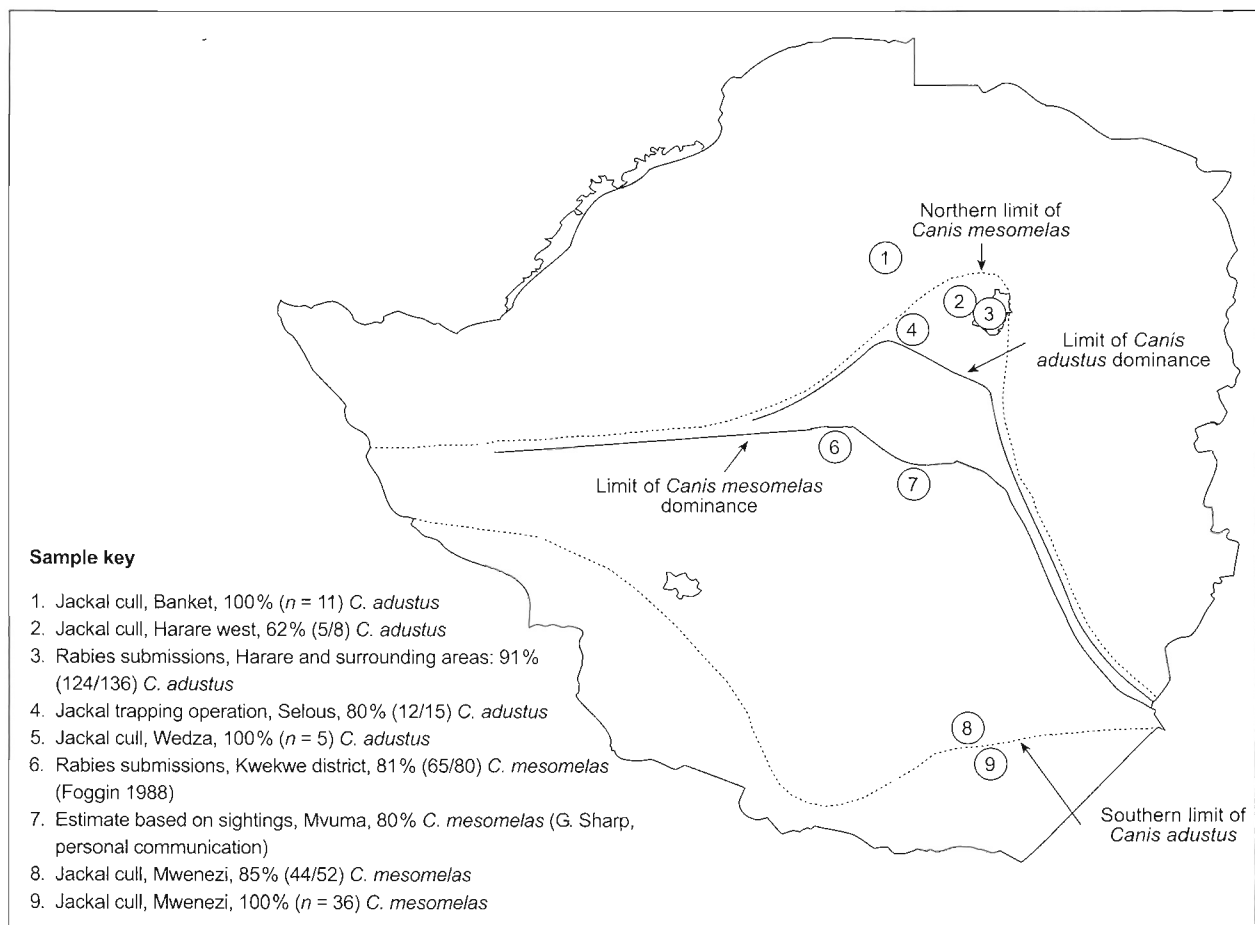 Northern limit of
Canis mesomelas
1
2
3
4
Limit of Canis
adustus dominance
6
7
Limit of Canis mesomelas
dominance
8
9
Southern limit of
Canis adustus
Sample key
1. Jackal cull, Banket, 100% (n = 11) C. adustus
2. Jackal cull, Harare west, 62% (5/8) C. adustus
3. Rabies submissions, Harare and surrounding areas: 91%
(124/136) C. adustus
4. Jackal trapping operation, Selous, 80% (12/15) C. adustus
5. Jackal cull, Wedza, 100% (n = 5) C. adustus
6. Rabies submissions, Kwekwe district, 81% (65/80) C. mesomelas
(Foggin 1988)
7. Estimate based on sightings, Mvuma, 80% C. mesomelas (G. Sharp,
personal communication)
8. Jackal cull, Mwenezi, 85% (44/52) C. mesomelas
9. Jackal cull, Mwenezi, 100% (n = 36) C. mesomelas